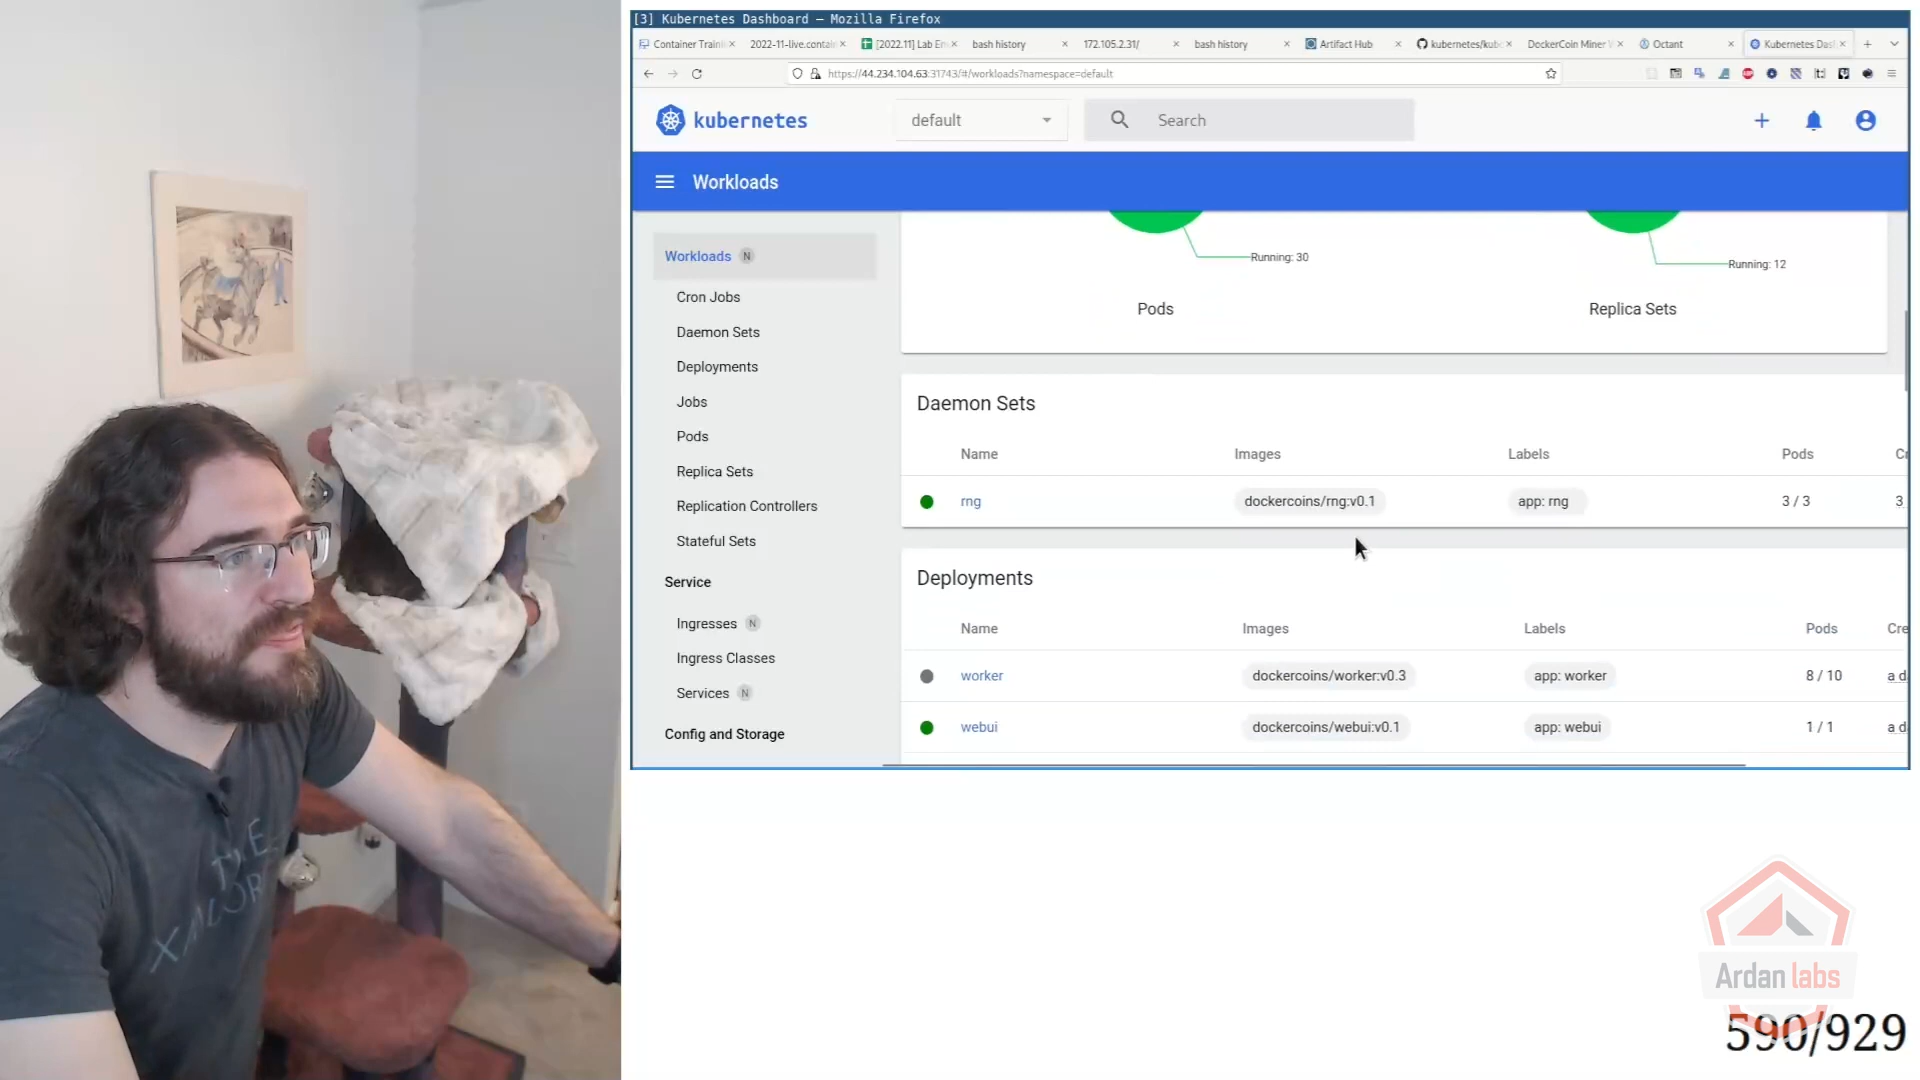 [3] Kubernetes Dashboard — Mozilla Firefox
Container Traini
2022-11-live.contai
[2022.11] Lab En
bash history
172.105.2.31/
bash history
Artifact Hub
kubernetes/kub
DockerCoin Miner
Octant
Kubernetes Das
https://44.234.104.63:31743/#/workloads?namespace=default
kubernetes
default
Search
Workloads
Workloads N
Cron Jobs
Daemon Sets
Deployments
Jobs
Pods
Replica Sets
Replication Controllers
Stateful Sets
Service
Ingresses N
Ingress Classes
Services N
Config and Storage
Running: 30
Running: 12
Pods
Replica Sets
Daemon Sets
Name Images Labels Pods Cr
rng dockercoins/rng:v0.1 app: rng 3 / 3 3
Deployments
Name Images Labels Pods Cre
worker dockercoins/worker:v0.3 app: worker 8 / 10 a d
webui dockercoins/webui:v0.1 app: webui 1 / 1 a d
Ardan labs
590/929